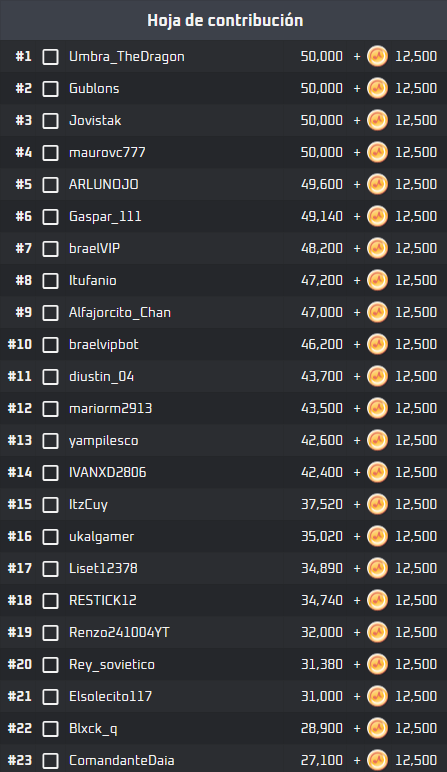 Hoja de contribución
#1 Umbra_TheDragon 50,000 + 12,500
#2 Gublons 50,000 + 12,500
#3 Jovistak 50,000 + 12,500
#4 maurovc777 50,000 + 12,500
#5 ARLUNOJO 49,600 + 12,500
#6 Gaspar_111 49,140 + 12,500
#7 braelVIP 48,200 + 12,500
#8 Itufanio 47,200 + 12,500
#9 Alfajorcito_Chan 47,000 + 12,500
#10 braelvipbot 46,200 + 12,500
#11 diustin_04 43,700 + 12,500
#12 mariorm2913 43,500 + 12,500
#13 yampilesco 42,600 + 12,500
#14 IVANXD2806 42,400 + 12,500
#15 ItzCuy 37,520 + 12,500
#16 ukalgamer 35,020 + 12,500
#17 Liset12378 34,890 + 12,500
#18 RESTICK12 34,740 + 12,500
#19 Renzo241004YT 32,000 + 12,500
#20 Rey_sovietico 31,380 + 12,500
#21 Elsolecito117 31,000 + 12,500
#22 Blxck_q 28,900 + 12,500
#23 ComandanteDaia 27,100 + 12,500